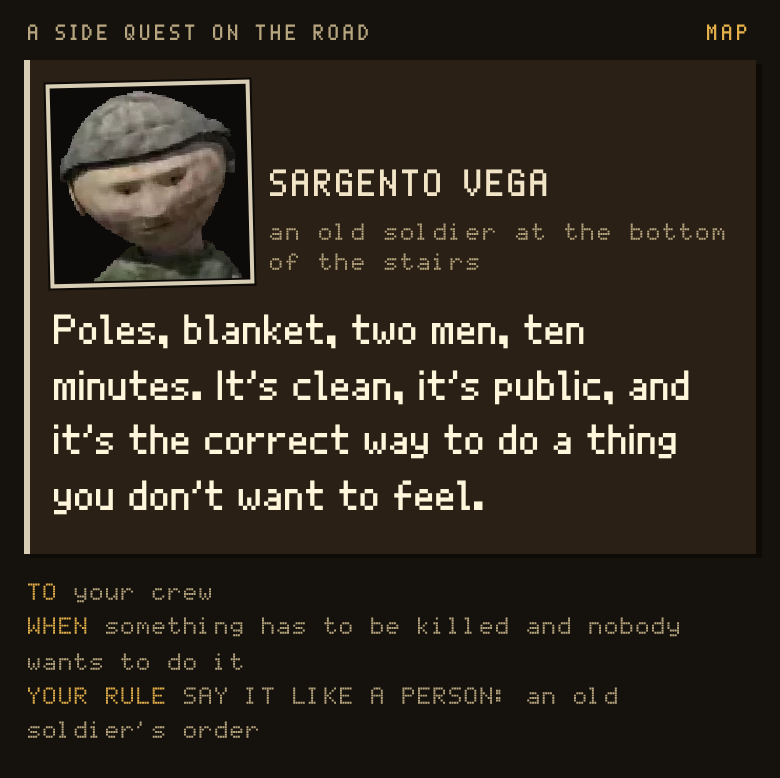 A SIDE QUEST ON THE ROAD
MAP
SARGENTO VEGA
an old soldier at the bottom
of the stairs
Poles, blanket, two men, ten
minutes. It's clean, it's public, and
it's the correct way to do a thing
you don't want to feel.
TO your crew
WHEN something has to be killed and nobody
wants to do it
YOUR RULE SAY IT LIKE A PERSON: an old
soldier's order